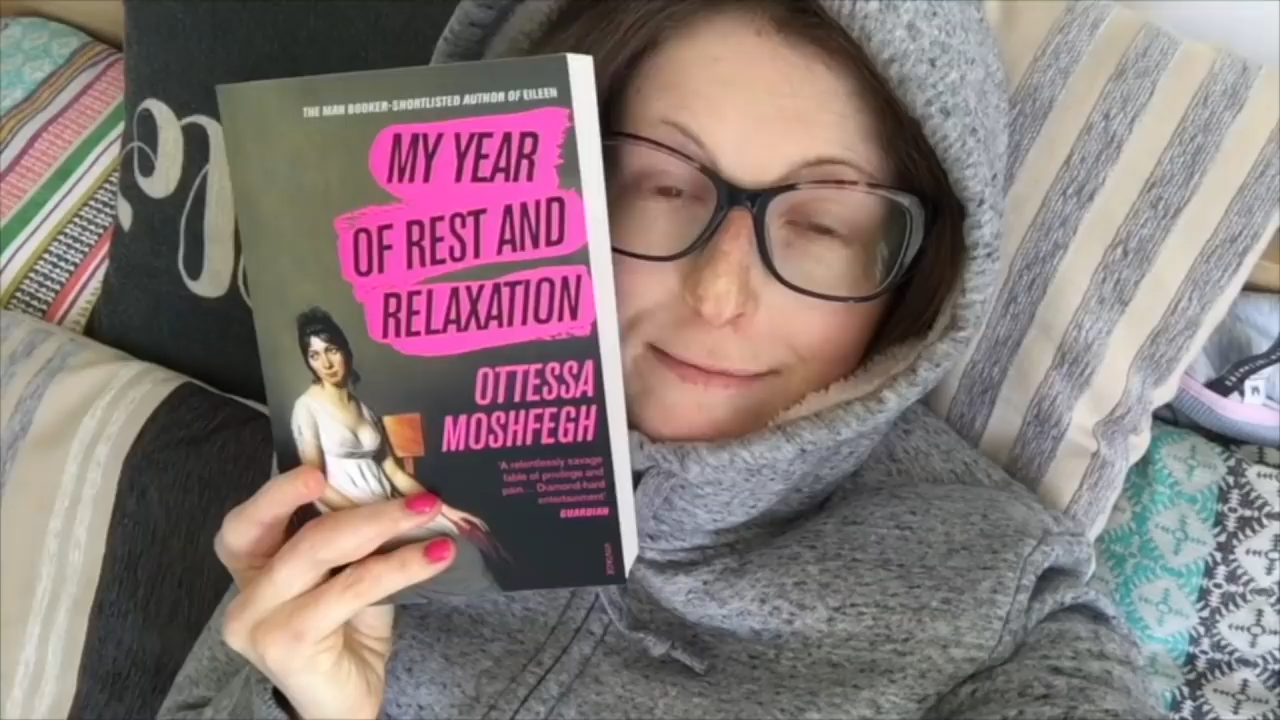 THE MAN BOOKER-SHORTLISTED AUTHOR OF EILEEN
MY YEAR
OF REST AND
RELAXATION
OTTESSA
MOSHFEGH
'A relentlessly savage
fable of privilege and
pain... Diamond-hard
entertainment'
GUARDIAN
VINTAGE